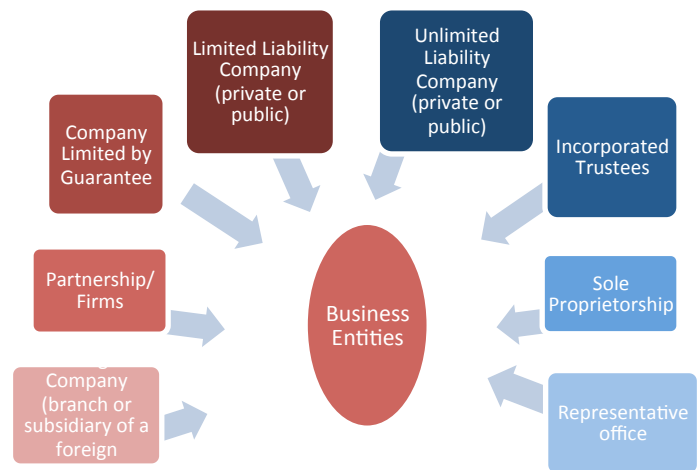 Limited Liability
Company
(private or
public)
Unlimited
Liability
Company
(private or
public)
Company
Limited by
Guarantee
Incorporated
Trustees
Partnership/
Firms
Business
Entities
Sole
Proprietorship
Company
(branch or
subsidiary of a
foreign
Representative
office